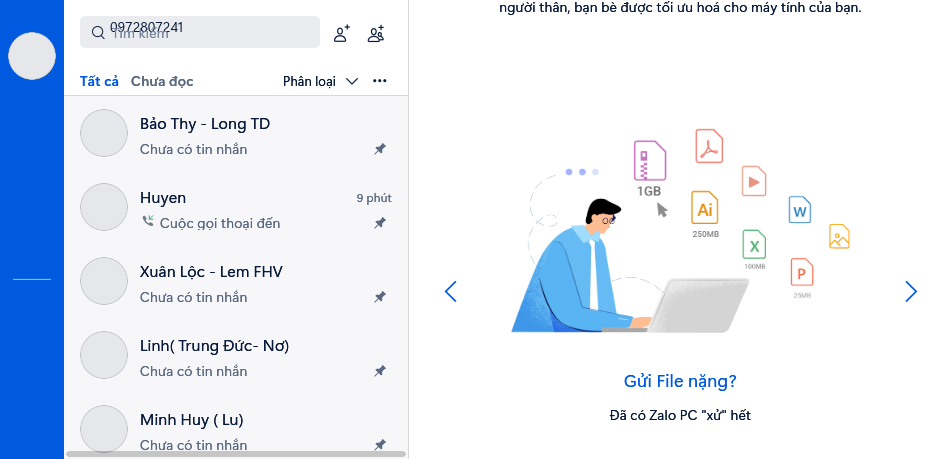 người thân, bạn bè được tối ưu hoá cho máy tính của bạn.
0972807241
Tìm kiếm
Tất cả Chưa đọc Phân loại
Bảo Thy - Long TD
Chưa có tin nhắn
Huyen 9 phút
Cuộc gọi thoại đến
Xuân Lộc - Lem FHV
Chưa có tin nhắn
Linh( Trung Đức- Nơ)
Chưa có tin nhắn
Minh Huy ( Lu)
Chưa có tin nhắn
1GB
Ai
250MB
W
X
100MB
P
25MB
Gửi File nặng?
Đã có Zalo PC "xử" hết